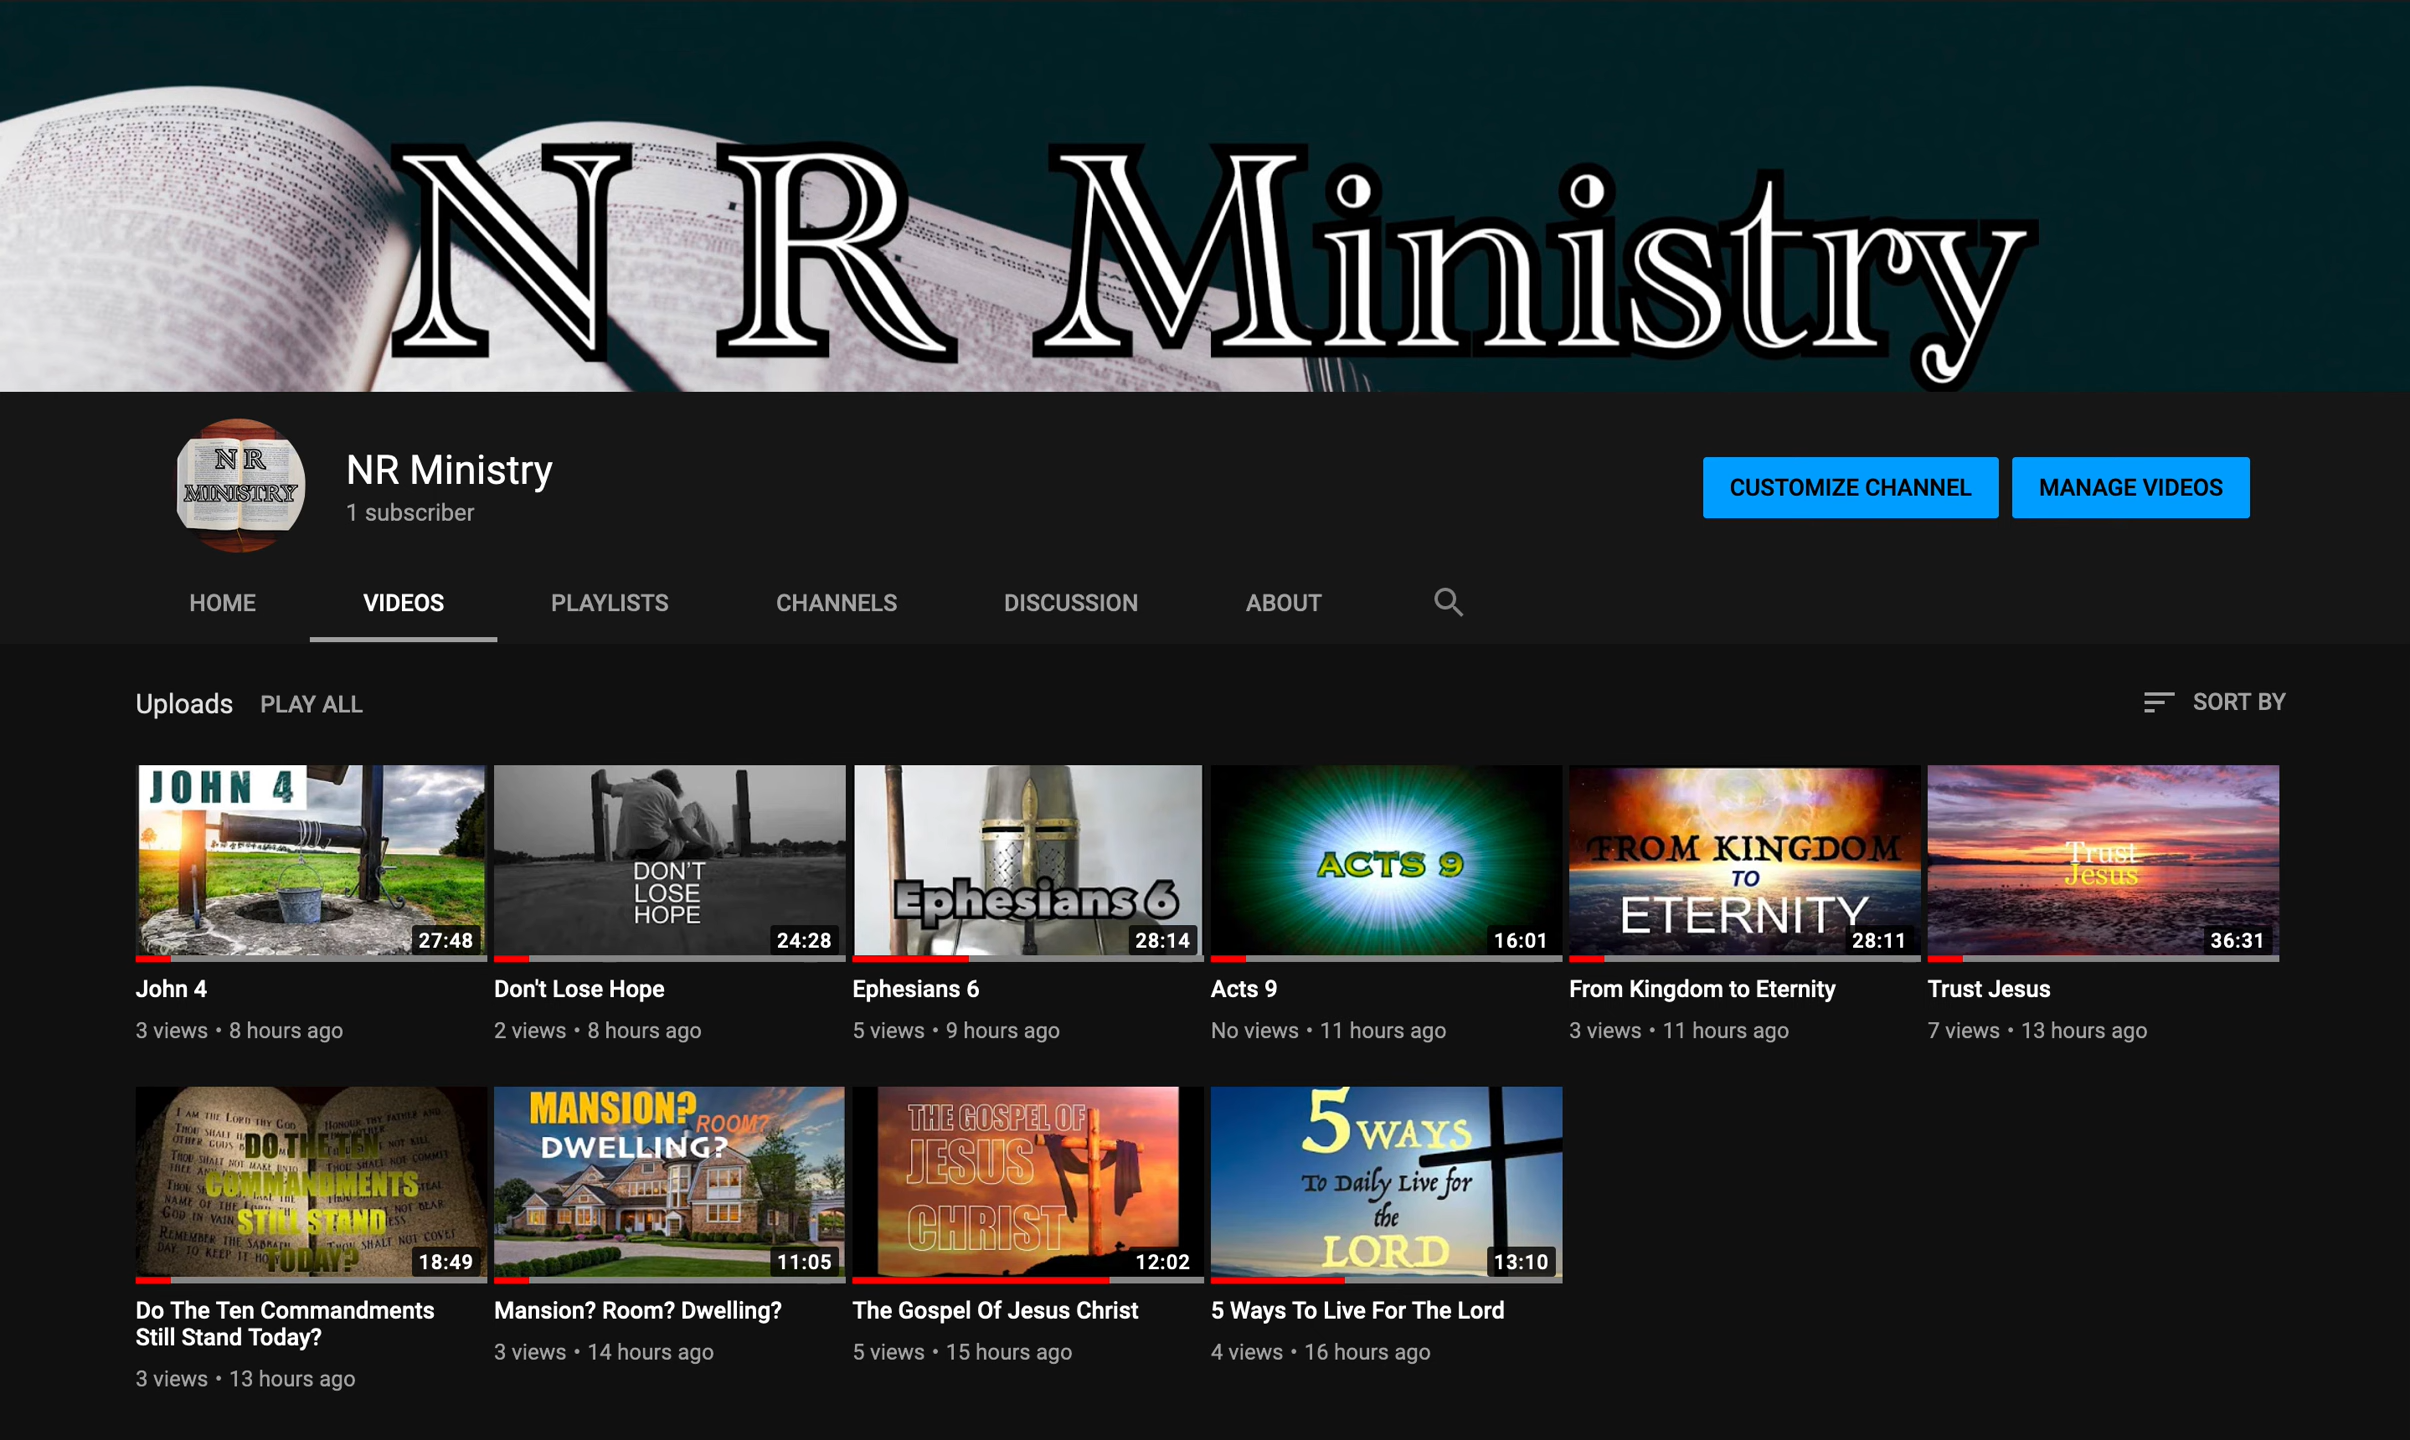 N R Ministry
N R
MINISTRY
NR Ministry
1 subscriber
CUSTOMIZE CHANNEL
MANAGE VIDEOS
HOME
VIDEOS
PLAYLISTS
CHANNELS
DISCUSSION
ABOUT
Uploads
PLAY ALL
SORT BY
JOHN 4
27:48
John 4
3 views • 8 hours ago
DON'T
LOSE
HOPE
24:28
Don't Lose Hope
2 views • 8 hours ago
Ephesians 6
28:14
Ephesians 6
5 views • 9 hours ago
ACTS 9
16:01
Acts 9
No views • 11 hours ago
FROM KINGDOM
TO
ETERNITY
28:11
From Kingdom to Eternity
3 views • 11 hours ago
Trust
Jesus
36:31
Trust Jesus
7 views • 13 hours ago
DO THE TEN
COMMANDMENTS
STILL STAND
TODAY?
18:49
Do The Ten Commandments
Still Stand Today?
3 views • 13 hours ago
MANSION?
ROOM?
DWELLING?
11:05
Mansion? Room? Dwelling?
3 views • 14 hours ago
THE GOSPEL OF
JESUS
CHRIST
12:02
The Gospel Of Jesus Christ
5 views • 15 hours ago
5 WAYS
To Daily Live for
the
LORD
13:10
5 Ways To Live For The Lord
4 views • 16 hours ago